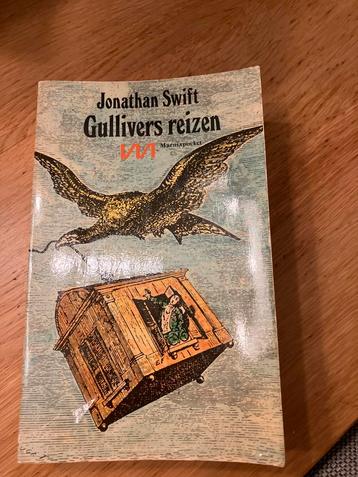 Jonathan Swift
Gullivers reizen
Marnixpocket